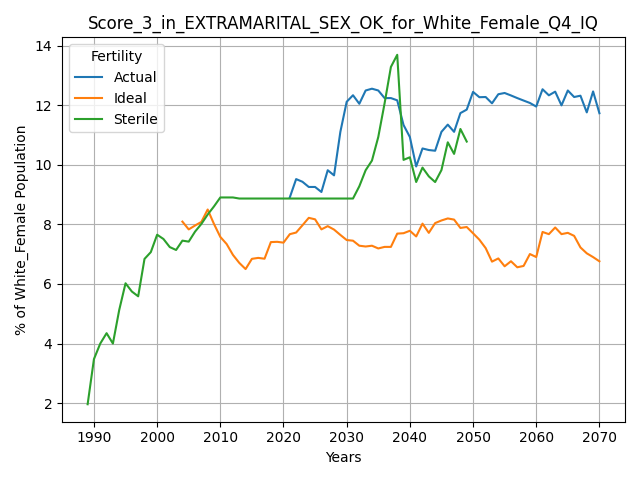 Score_3_in_EXTRAMARITAL_SEX_OK_for_White_Female_Q4_IQ
Fertility
Actual
Ideal
Sterile
% of White_Female Population
14
12
10
8
6
4
2
1990 2000 2010 2020 2030 2040 2050 2060 2070
Years